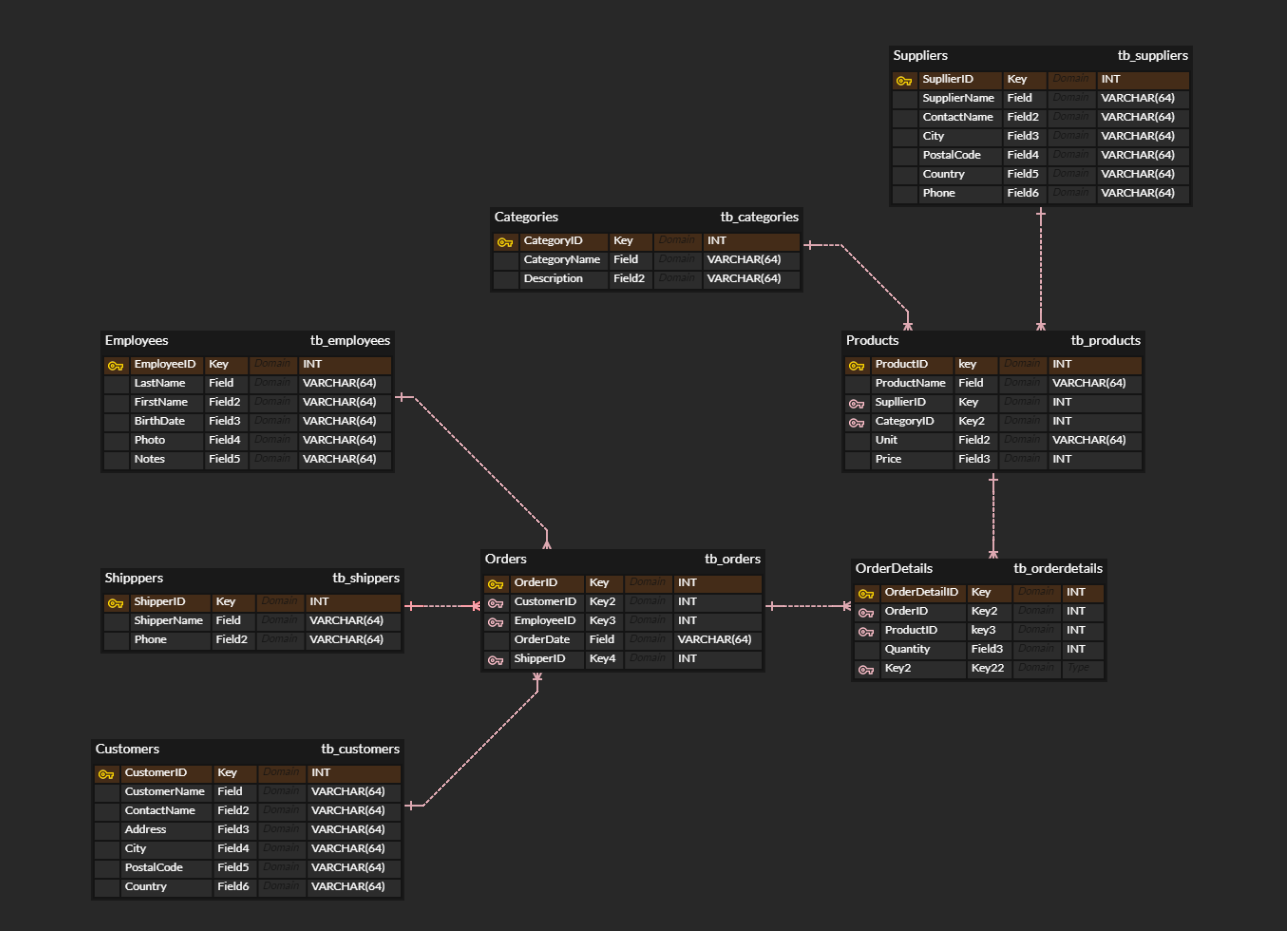 Suppliers tb_suppliers
SupllierID Key Domain INT
SupplierName Field Domain VARCHAR(64)
ContactName Field2 Domain VARCHAR(64)
City Field3 Domain VARCHAR(64)
PostalCode Field4 Domain VARCHAR(64)
Country Field5 Domain VARCHAR(64)
Phone Field6 Domain VARCHAR(64)
Categories tb_categories
CategoryID Key Domain INT
CategoryName Field Domain VARCHAR(64)
Description Field2 Domain VARCHAR(64)
Employees tb_employees
EmployeeID Key Domain INT
LastName Field Domain VARCHAR(64)
FirstName Field2 Domain VARCHAR(64)
BirthDate Field3 Domain VARCHAR(64)
Photo Field4 Domain VARCHAR(64)
Notes Field5 Domain VARCHAR(64)
Products tb_products
ProductID key Domain INT
ProductName Field Domain VARCHAR(64)
SupllierID Key Domain INT
CategoryID Key2 Domain INT
Unit Field2 Domain VARCHAR(64)
Price Field3 Domain INT
Shipppers tb_shippers
ShipperID Key Domain INT
ShipperName Field Domain VARCHAR(64)
Phone Field2 Domain VARCHAR(64)
Orders tb_orders
OrderID Key Domain INT
CustomerID Key2 Domain INT
EmployeeID Key3 Domain INT
OrderDate Field Domain VARCHAR(64)
ShipperID Key4 Domain INT
OrderDetails tb_orderdetails
OrderDetailID Key Domain INT
OrderID Key2 Domain INT
ProductID key3 Domain INT
Quantity Field3 Domain INT
Key2 Key22 Domain Type
Customers tb_customers
CustomerID Key Domain INT
CustomerName Field Domain VARCHAR(64)
ContactName Field2 Domain VARCHAR(64)
Address Field3 Domain VARCHAR(64)
City Field4 Domain VARCHAR(64)
PostalCode Field5 Domain VARCHAR(64)
Country Field6 Domain VARCHAR(64)